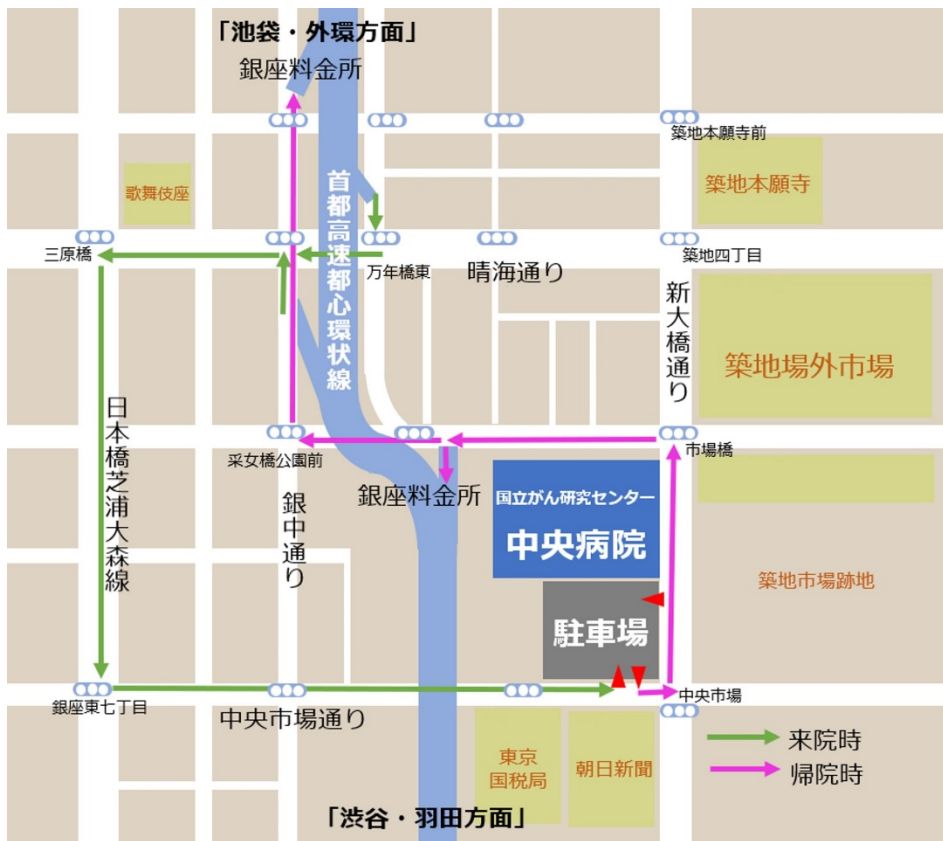 「池袋・外環方面」
銀座料金所
築地本願寺前
歌舞伎座
築地本願寺
首都高速都心環状線
三原橋
万年橋東
晴海通り
築地四丁目
新大橋通り
築地場外市場
日本橋芝浦大森線
采女橋公園前
市場橋
銀座料金所
国立がん研究センター
中央病院
銀中通り
築地市場跡地
駐車場
銀座東七丁目
中央市場通り
中央市場
東京
国税局
朝日新聞
来院時
帰院時
「渋谷・羽田方面」